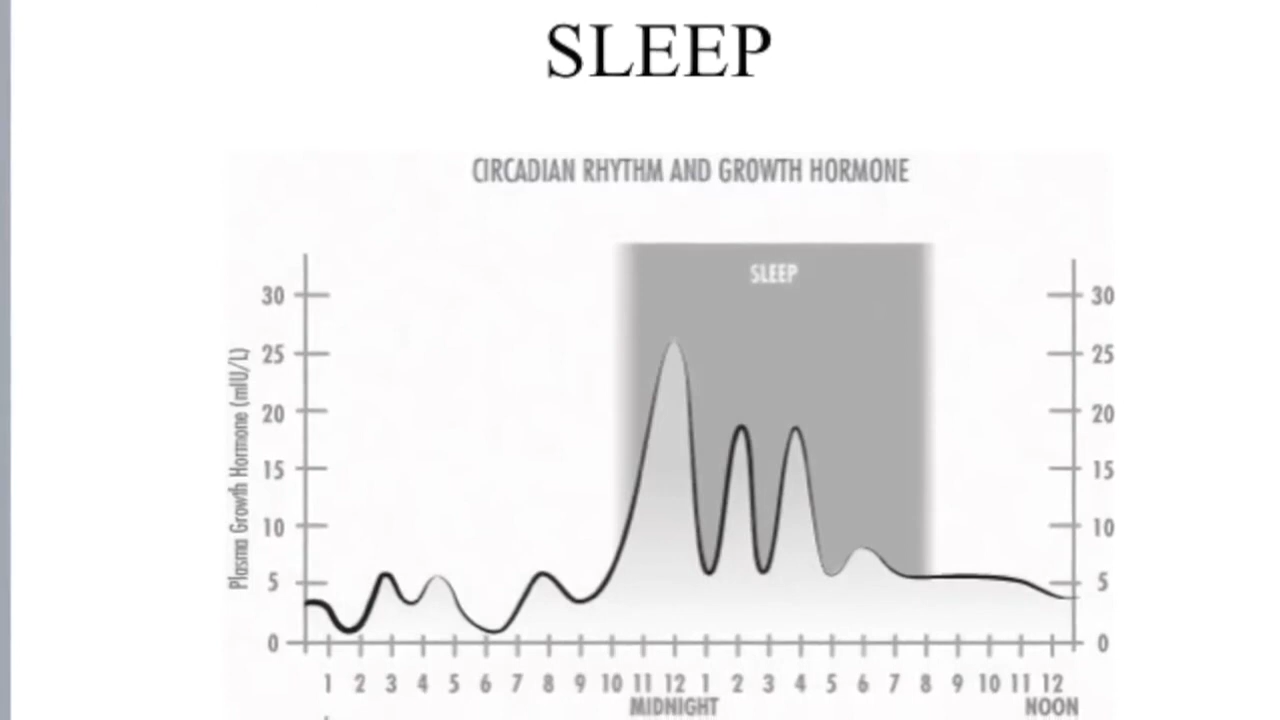 SLEEP
CIRCADIAN RHYTHM AND GROWTH HORMONE
SLEEP
Plasma Growth Hormone (mIU/L)
30 30
25 25
20 20
15 15
10 10
5 5
0 0
1 2 3 4 5 6 7 8 9 10 11 12 1 2 3 4 5 6 7 8 9 10 11 12
MIDNIGHT NOON